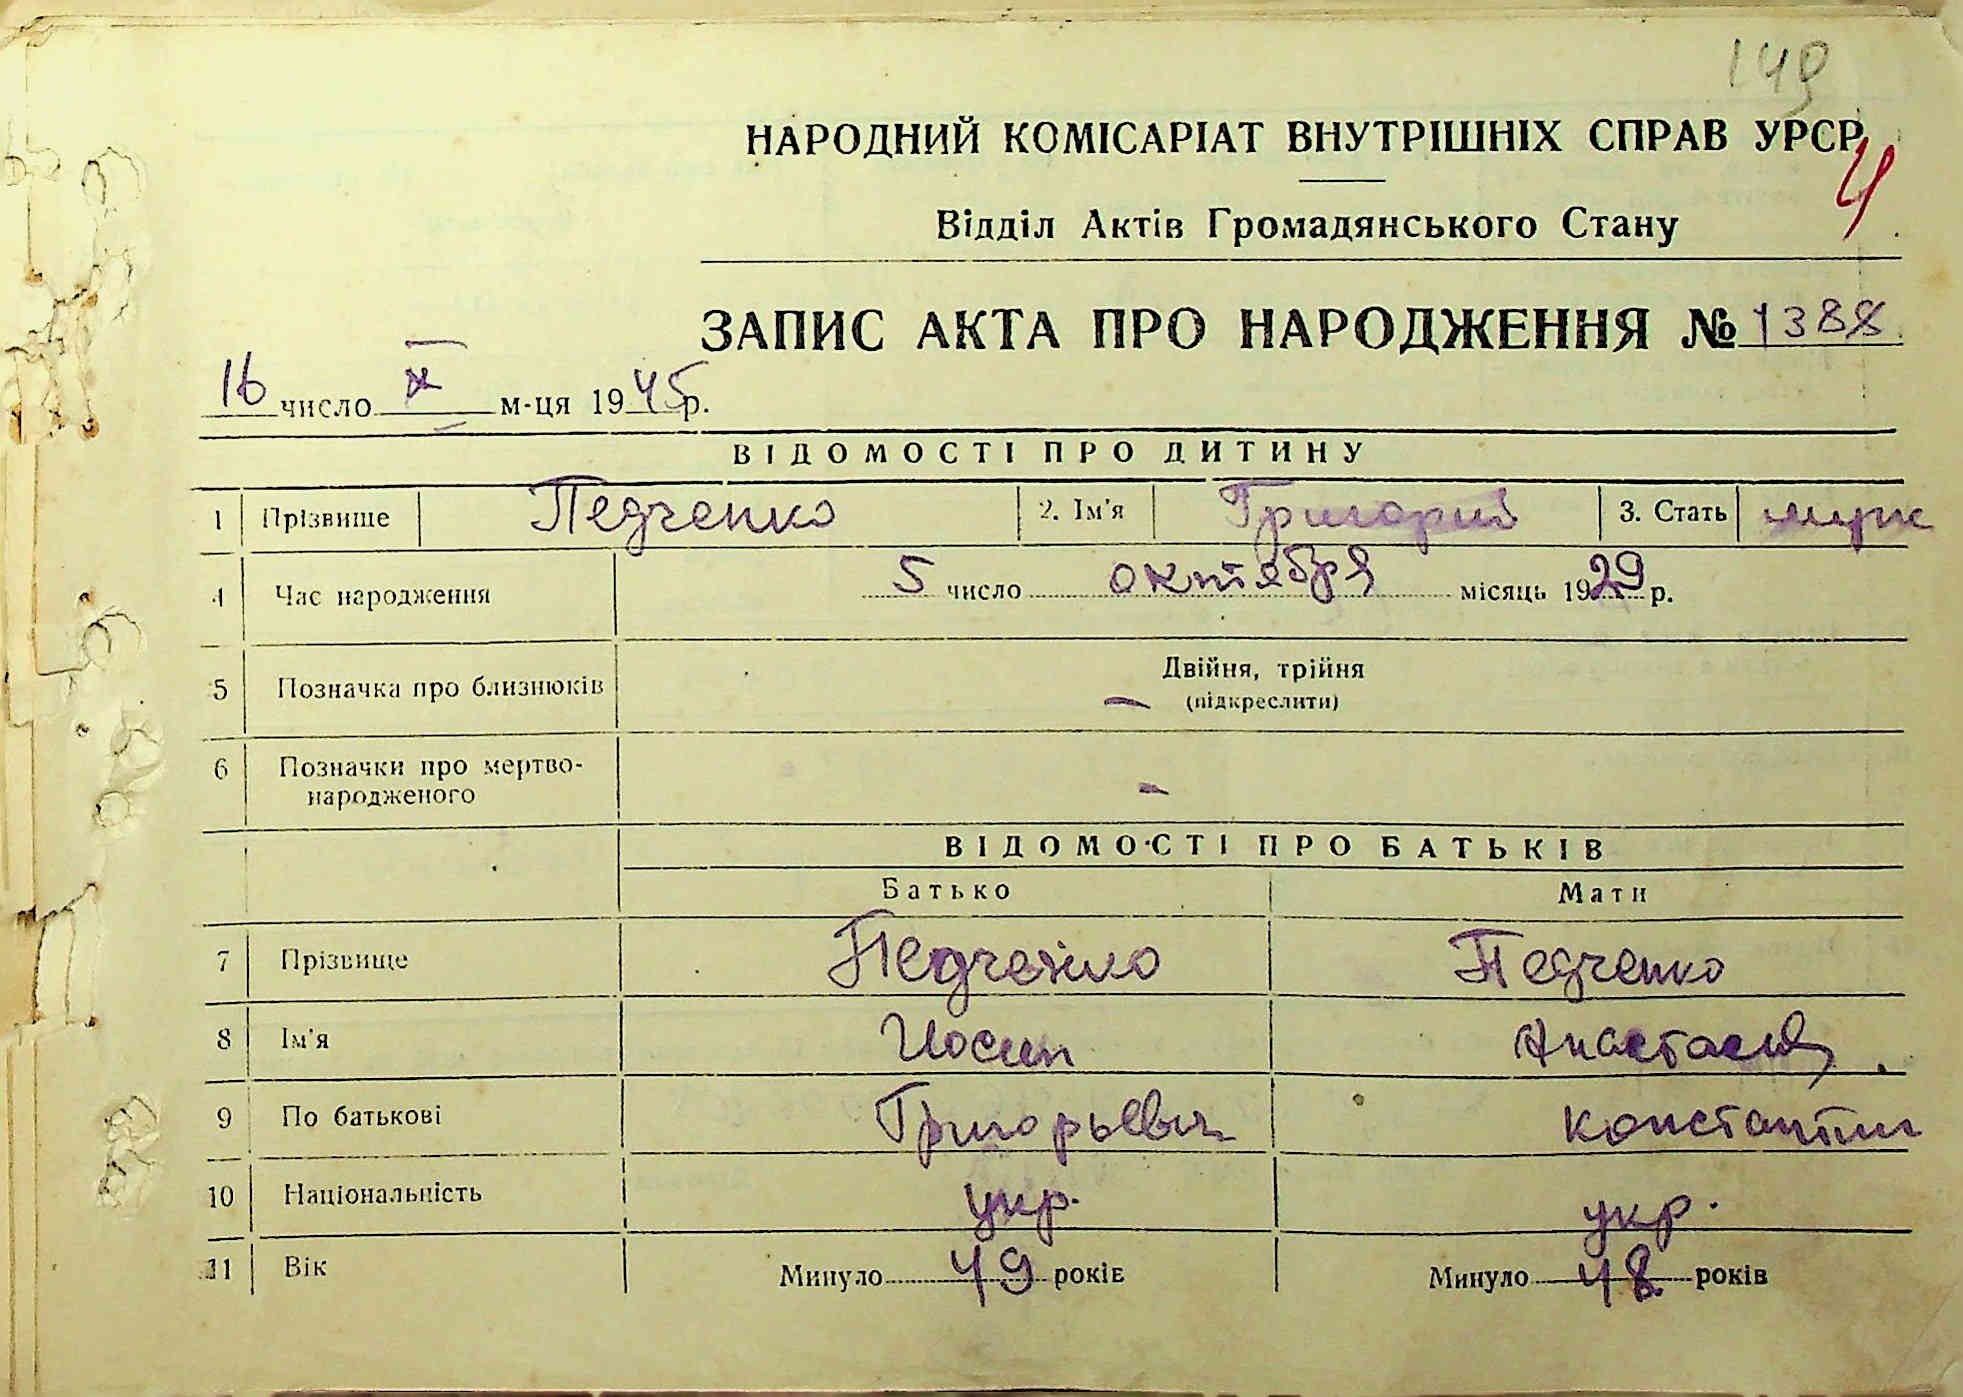 149
НАРОДНИЙ КОМІСАРІАТ ВНУТРІШНІХ СПРАВ УРСР
Відділ Актів Громадянського Стану
ЗАПИС АКТА ПРО НАРОДЖЕННЯ № 1388
16 число X м-ця 1945 р.
ВІДОМОСТІ ПРО ДИТИНУ
1 Прізвище Педченко 2. Ім'я Григорий 3. Стать муж
4 Час народження 5 число октября місяць 1929 р.
5 Позначка про близнюків Двійня, трійня
– (підкреслити)
6 Позначки про мертво-
народженого –
ВІДОМОСТІ ПРО БАТЬКІВ
Батько Мати
7 Прізвище Педченко Педченко
8 Ім'я Иосип Анастасия
9 По батькові Григорьевич Константин
10 Національність укр. укр.
11 Вік Минуло 49 років Минуло 48 років